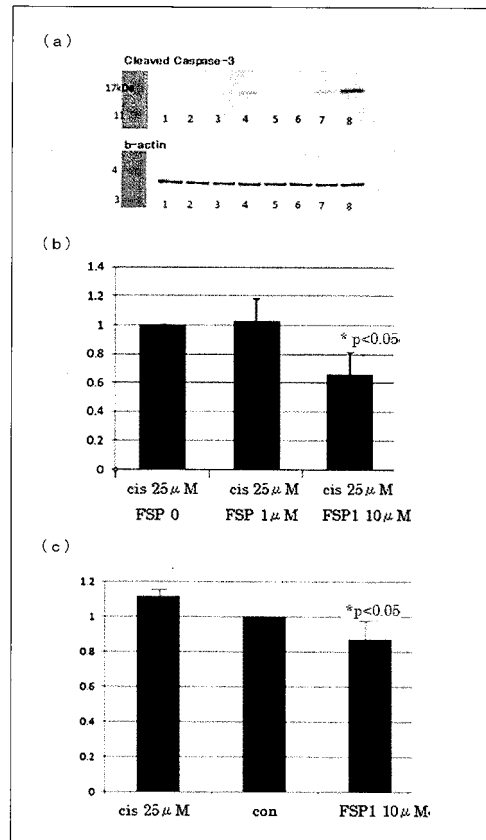 (a)
Cleaved Caspase-3
17kDa
11
1 2 3 4 5 6 7 8
b-actin
4
3
1 2 3 4 5 6 7 8
(b)
1.4
1.2
1
0.8
0.6
0.4
0.2
0
* p<0.05
cis 25μM cis 25μM cis 25μM
FSP 0 FSP 1μM FSP1 10μM
(c)
1.2
1
0.8
0.6
0.4
0.2
0
*p<0.05
cis 25μM con FSP1 10μM